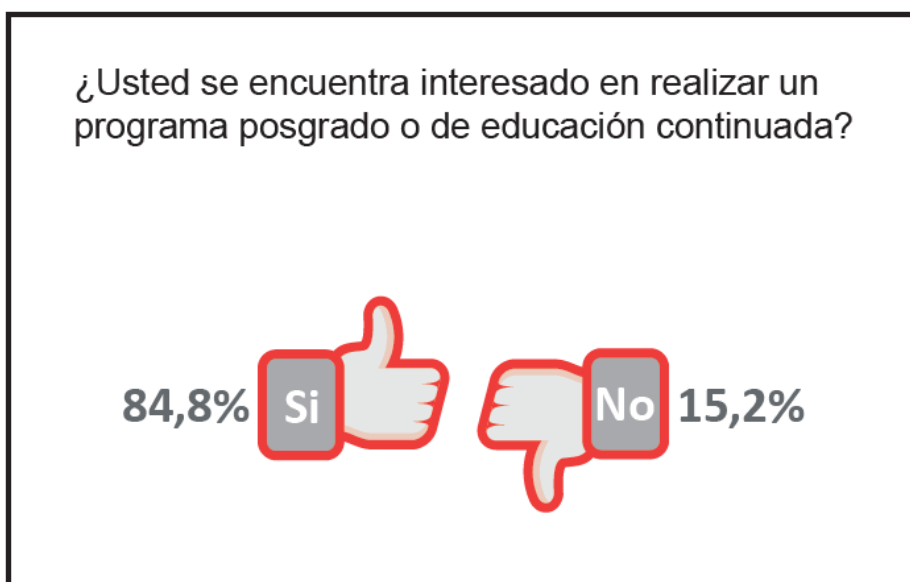 ¿Usted se encuentra interesado en realizar un
programa posgrado o de educación continuada?
84,8% Si No 15,2%